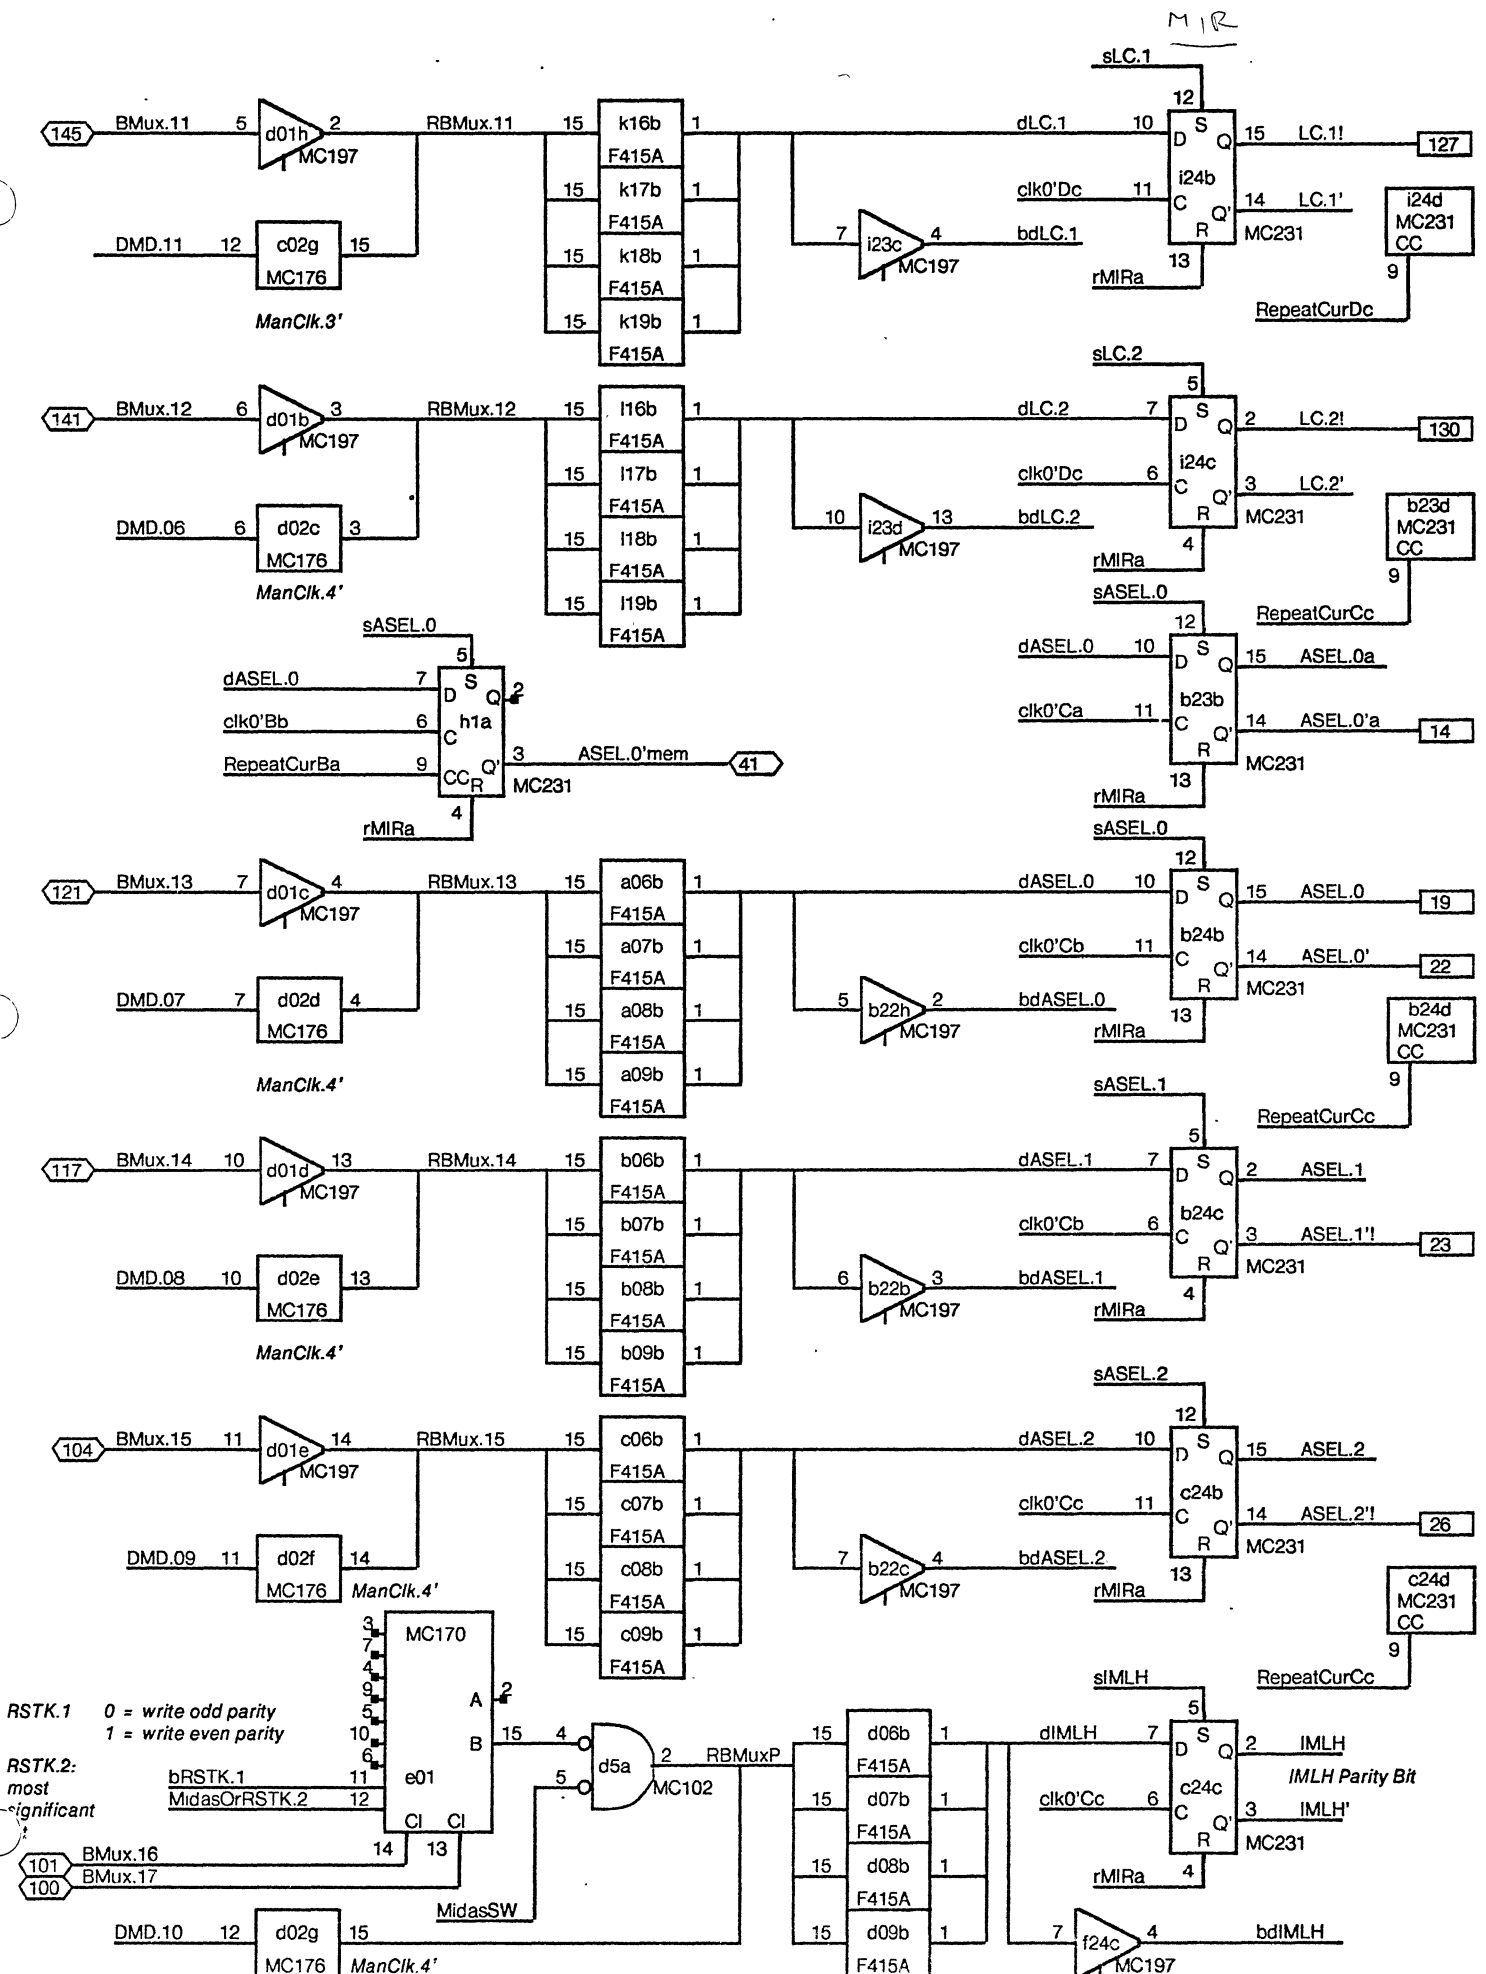 MIR
sLC.1
12
145 BMux.11 5 d01h 2 RBMux.11 15 k16b 1 dLC.1 10 D S Q 15 LC.1! 127
MC197 F415A
15 k17b 1 clk0'Dc 11 C i24b Q' 14 LC.1' i24d
F415A R MC231 MC231
DMD.11 12 c02g 15 7 i23c 4 bdLC.1 CC
MC176 15 k18b 1 MC197 13 9
F415A rMIRa
ManClk.3' 15 k19b 1 RepeatCurDc
F415A
sLC.2
5
141 BMux.12 6 d01b 3 RBMux.12 15 l16b 1 dLC.2 7 D S Q 2 LC.2! 130
MC197 F415A
15 l17b 1 clk0'Dc 6 C i24c Q' 3 LC.2' b23d
F415A R MC231 MC231
DMD.06 6 d02c 3 10 i23d 13 bdLC.2 CC
MC176 15 l18b 1 MC197 4 9
F415A rMIRa
ManClk.4' 15 l19b 1 RepeatCurCc
F415A
sASEL.0
5
dASEL.0 7 D S Q 2
clk0'Bb 6 C h1a
RepeatCurBa 9 CC R Q' 3 ASEL.0'mem 41
MC231
4
rMIRa
sASEL.0
12
dASEL.0 10 D S Q 15 ASEL.0a
b23b
clk0'Ca 11 C Q' 14 ASEL.0'a 14
R MC231
13
rMIRa
sASEL.0
12
121 BMux.13 7 d01c 4 RBMux.13 15 a06b 1 dASEL.0 10 D S Q 15 ASEL.0 19
MC197 F415A
15 a07b 1 clk0'Cb 11 C b24b Q' 14 ASEL.0' 22
F415A R MC231
DMD.07 7 d02d 4 15 a08b 1 5 b22h 2 bdASEL.0 13 b24d
MC176 F415A MC197 rMIRa MC231
CC
ManClk.4' 15 a09b 1 9
F415A RepeatCurCc
sASEL.1
5
117 BMux.14 10 d01d 13 RBMux.14 15 b06b 1 dASEL.1 7 D S Q 2 ASEL.1
MC197 F415A
15 b07b 1 clk0'Cb 6 C b24c Q' 3 ASEL.1'! 23
F415A R MC231
DMD.08 10 d02e 13 15 b08b 1 6 b22b 3 bdASEL.1 4
MC176 F415A MC197 rMIRa
ManClk.4' 15 b09b 1
F415A
sASEL.2
12
104 BMux.15 11 d01e 14 RBMux.15 15 c06b 1 dASEL.2 10 D S Q 15 ASEL.2
MC197 F415A
15 c07b 1 clk0'Cc 11 C c24b Q' 14 ASEL.2'! 26
F415A R MC231
DMD.09 11 d02f 14 15 c08b 1 7 b22c 4 bdASEL.2 13 c24d
MC176 ManClk.4' F415A MC197 rMIRa MC231
CC
15 c09b 1 9
F415A RepeatCurCc
3 MC170
7
4
9 A 2
5
10 B 15
6
e01
RSTK.1 0 = write odd parity
1 = write even parity
RSTK.2:
most
significant
bRSTK.1 11
MidasOrRSTK.2 12
CI CI
14 13
101 BMux.16
100 BMux.17
4 d5a 2 RBMuxP
5 MC102
MidasSW
DMD.10 12 d02g 15
MC176 ManClk.4'
15 d06b 1
F415A
15 d07b 1
F415A
15 d08b 1
F415A
15 d09b 1
F415A
sIMLH
5
dIMLH 7 D S Q 2 IMLH
IMLH Parity Bit
clk0'Cc 6 C c24c Q' 3 IMLH'
R MC231
4
rMIRa
7 f24c 4 bdIMLH
MC197